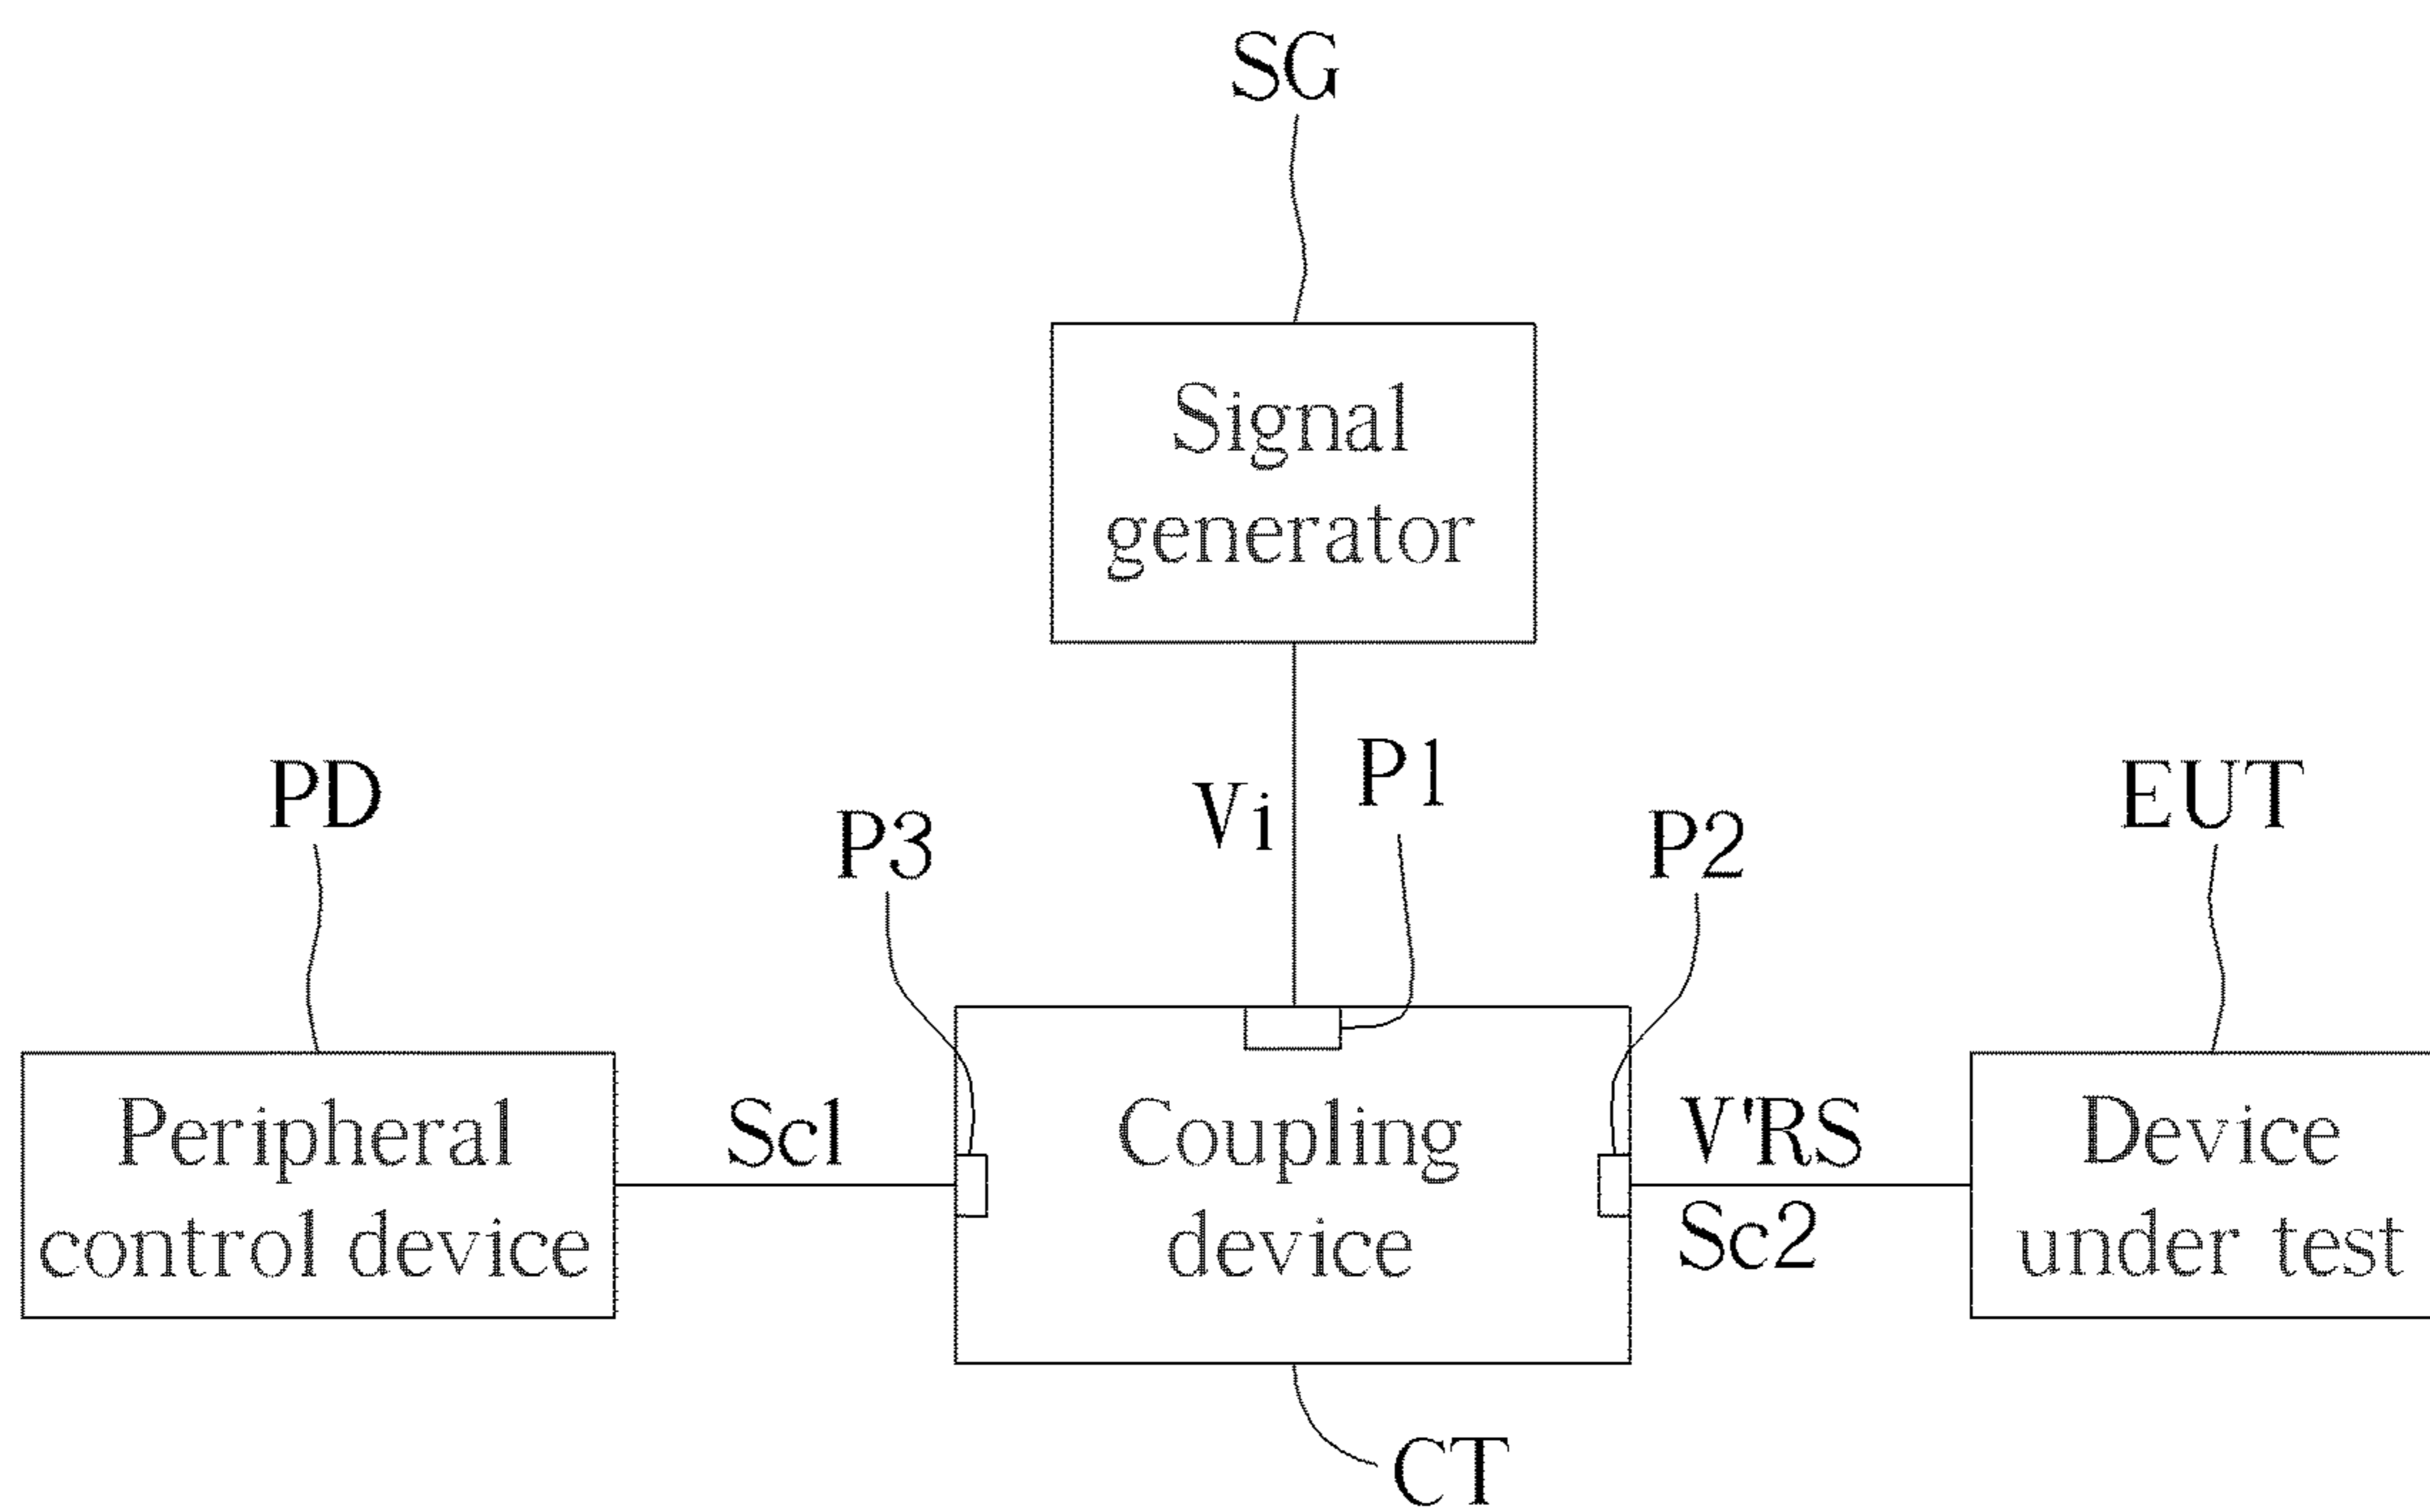 SG
Signal
generator
PD
P3
Vi
P1
P2
EUT
Peripheral
control device
Sc1
Coupling
device
V'RS
Sc2
Device
under test
CT